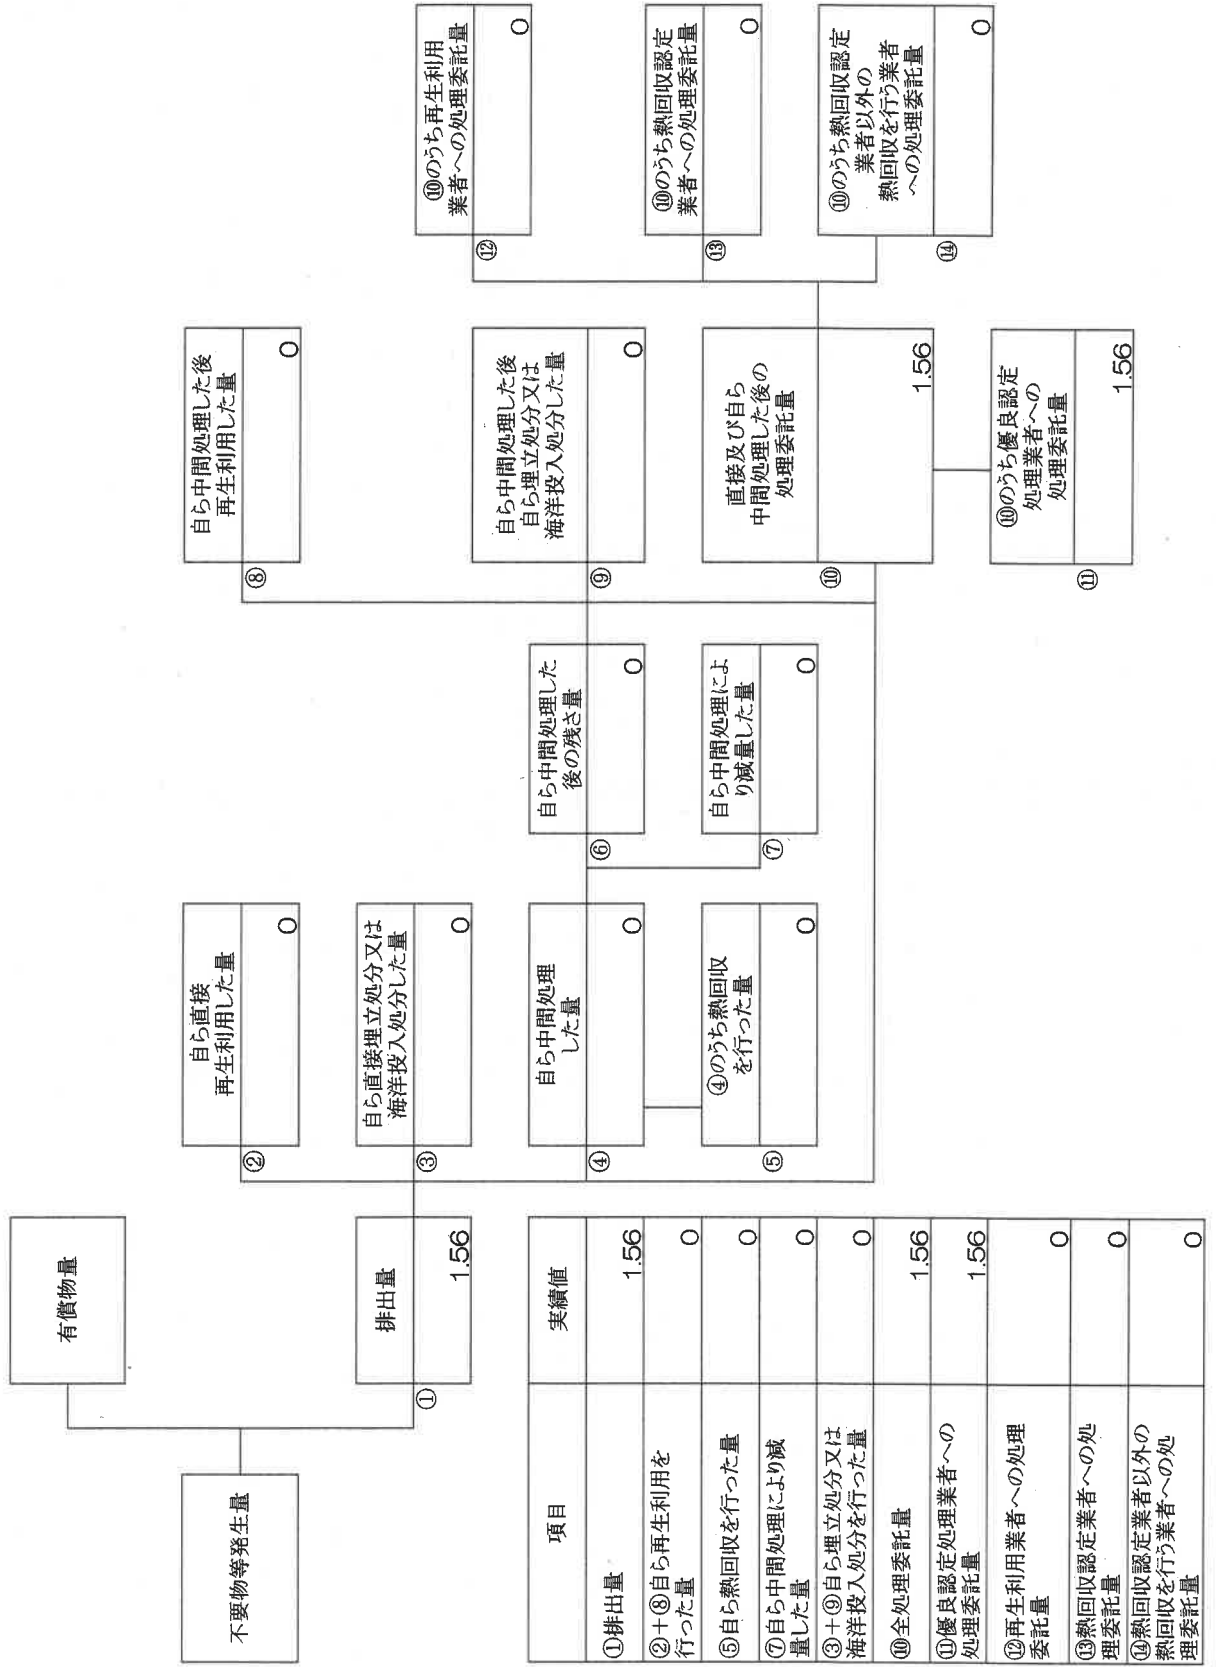 有償物量
不要物等発生量
排出量
①
1.56
自ら直接
再生利用した量
②
0
自ら直接埋立処分又は
海洋投入処分した量
③
0
自ら中間処理
した量
④
0
④のうち熱回収
を行った量
⑤
0
自ら中間処理した
後の残さ量
⑥
0
自ら中間処理によ
り減量した量
⑦
0
自ら中間処理した後
再生利用した量
⑧
0
自ら中間処理した後
自ら埋立処分又は
海洋投入処分した量
⑨
0
直接及び自ら
中間処理した後の
処理委託量
⑩
1.56
⑩のうち優良認定
処理業者への
処理委託量
⑪
1.56
⑩のうち再生利用
業者への処理委託量
⑫
0
⑩のうち熱回収認定
業者への処理委託量
⑬
0
⑩のうち熱回収認定
業者以外の
熱回収を行う業者
への処理委託量
⑭
0
項目 実績値
①排出量 1.56
②+⑧自ら再生利用を
行った量 0
⑤自ら熱回収を行った量 0
⑦自ら中間処理により減
量した量 0
③+⑨自ら埋立処分又は
海洋投入処分を行った量 0
⑩全処理委託量 1.56
⑪優良認定処理業者への
処理委託量 1.56
⑫再生利用業者への処理
委託量 0
⑬熱回収認定業者への処
理委託量 0
⑭熱回収認定業者以外の
熱回収を行う業者への処
理委託量 0